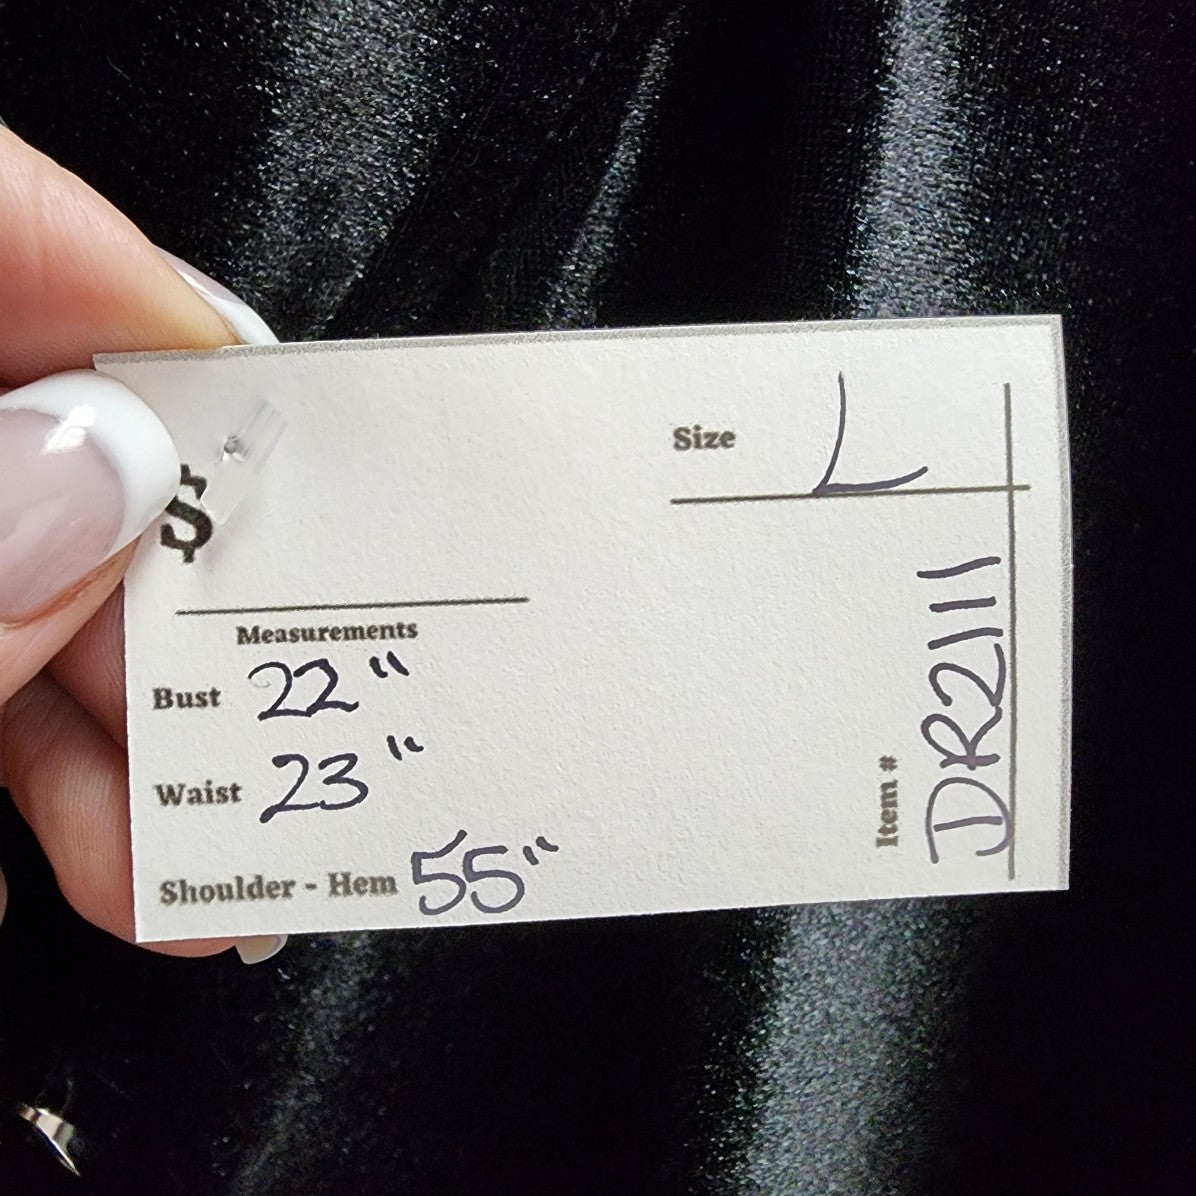 $
Size L
Measurements
Bust 22"
Waist 23"
Shoulder - Hem 55"
Item # DR2111